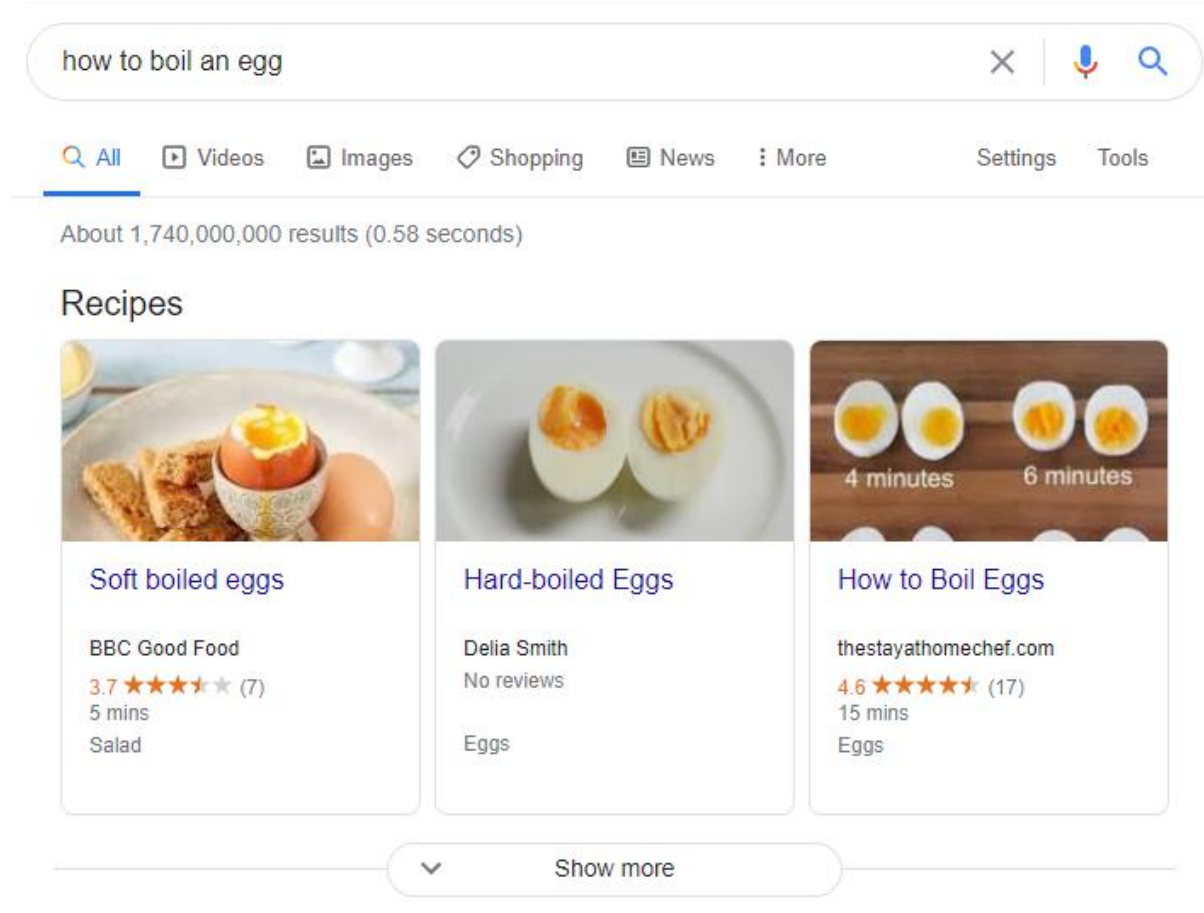 how to boil an egg
All Videos Images Shopping News More Settings Tools
About 1,740,000,000 results (0.58 seconds)
Recipes
4 minutes 6 minutes
Soft boiled eggs
BBC Good Food
3.7 (7)
5 mins
Salad
Hard-boiled Eggs
Delia Smith
No reviews
Eggs
How to Boil Eggs
thestayathomechef.com
4.6 (17)
15 mins
Eggs
Show more